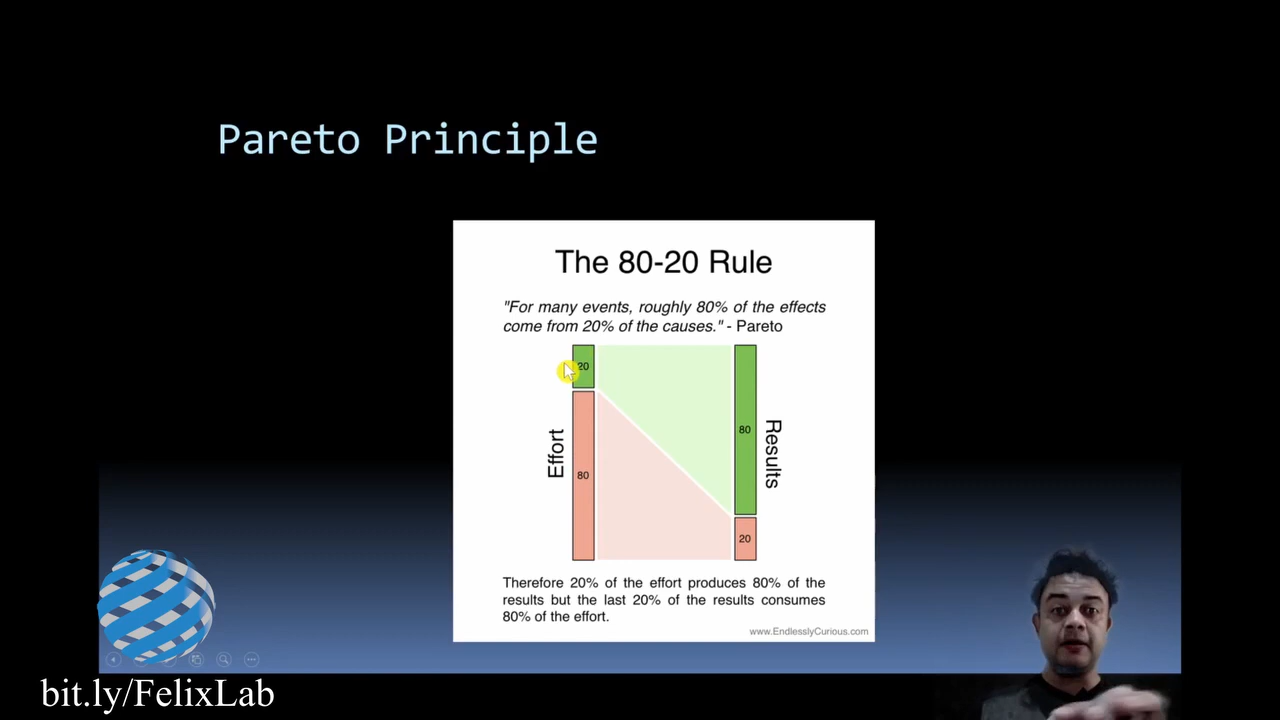 Pareto Principle
The 80-20 Rule
"For many events, roughly 80% of the effects
come from 20% of the causes." - Pareto
20
80
Effort
80
20
Results
Therefore 20% of the effort produces 80% of the
results but the last 20% of the results consumes
80% of the effort.
www.EndlesslyCurious.com
bit.ly/FelixLab